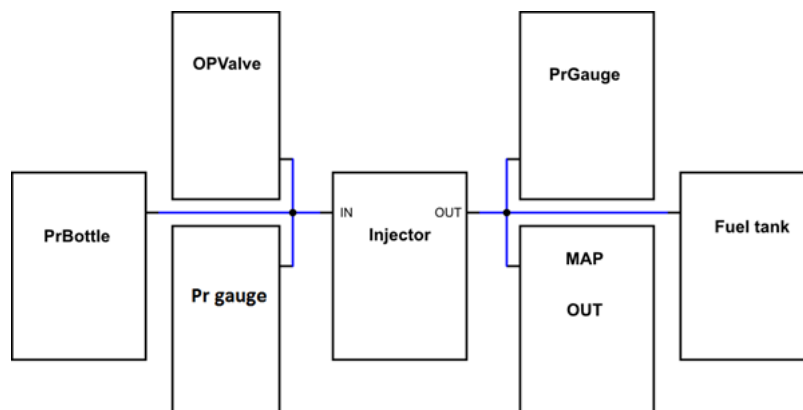 OPValve
PrGauge
PrBottle
IN
Injector
OUT
Fuel tank
Pr gauge
MAP
OUT